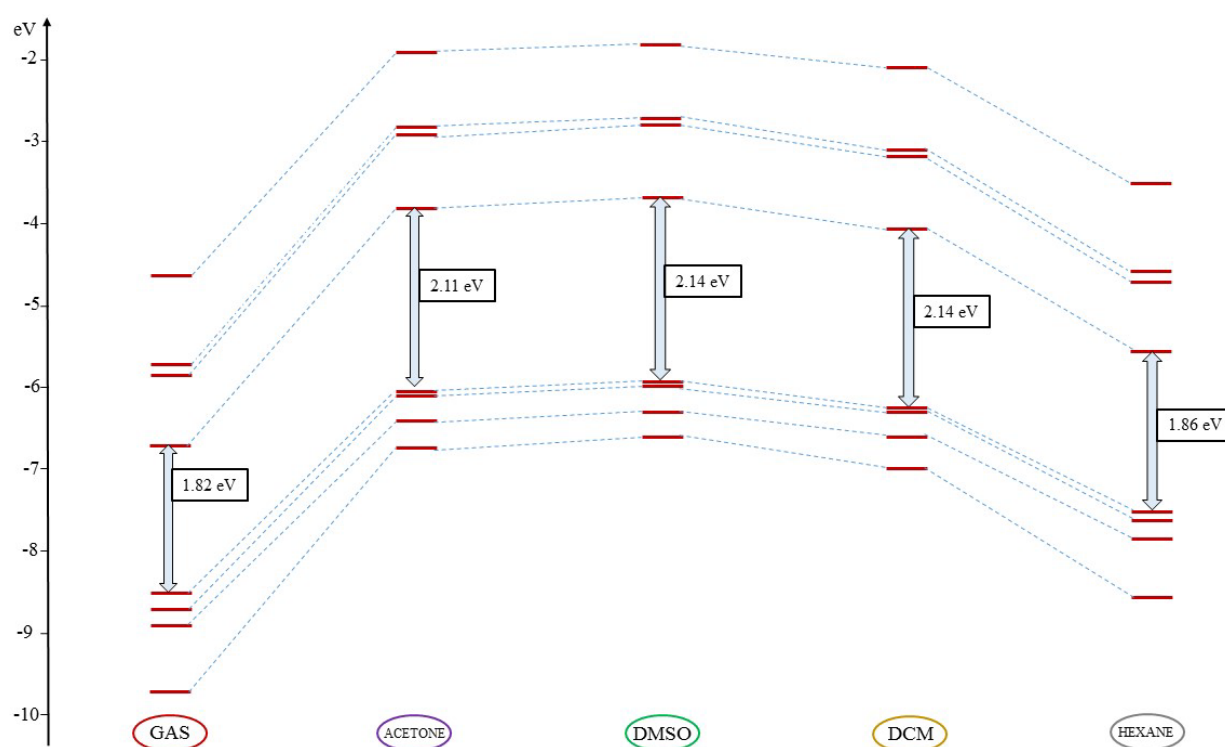 eV
-2
-3
-4
-5
-6
-7
-8
-9
-10
1.82 eV
2.11 eV
2.14 eV
2.14 eV
1.86 eV
GAS
ACETONE
DMSO
DCM
HEXANE